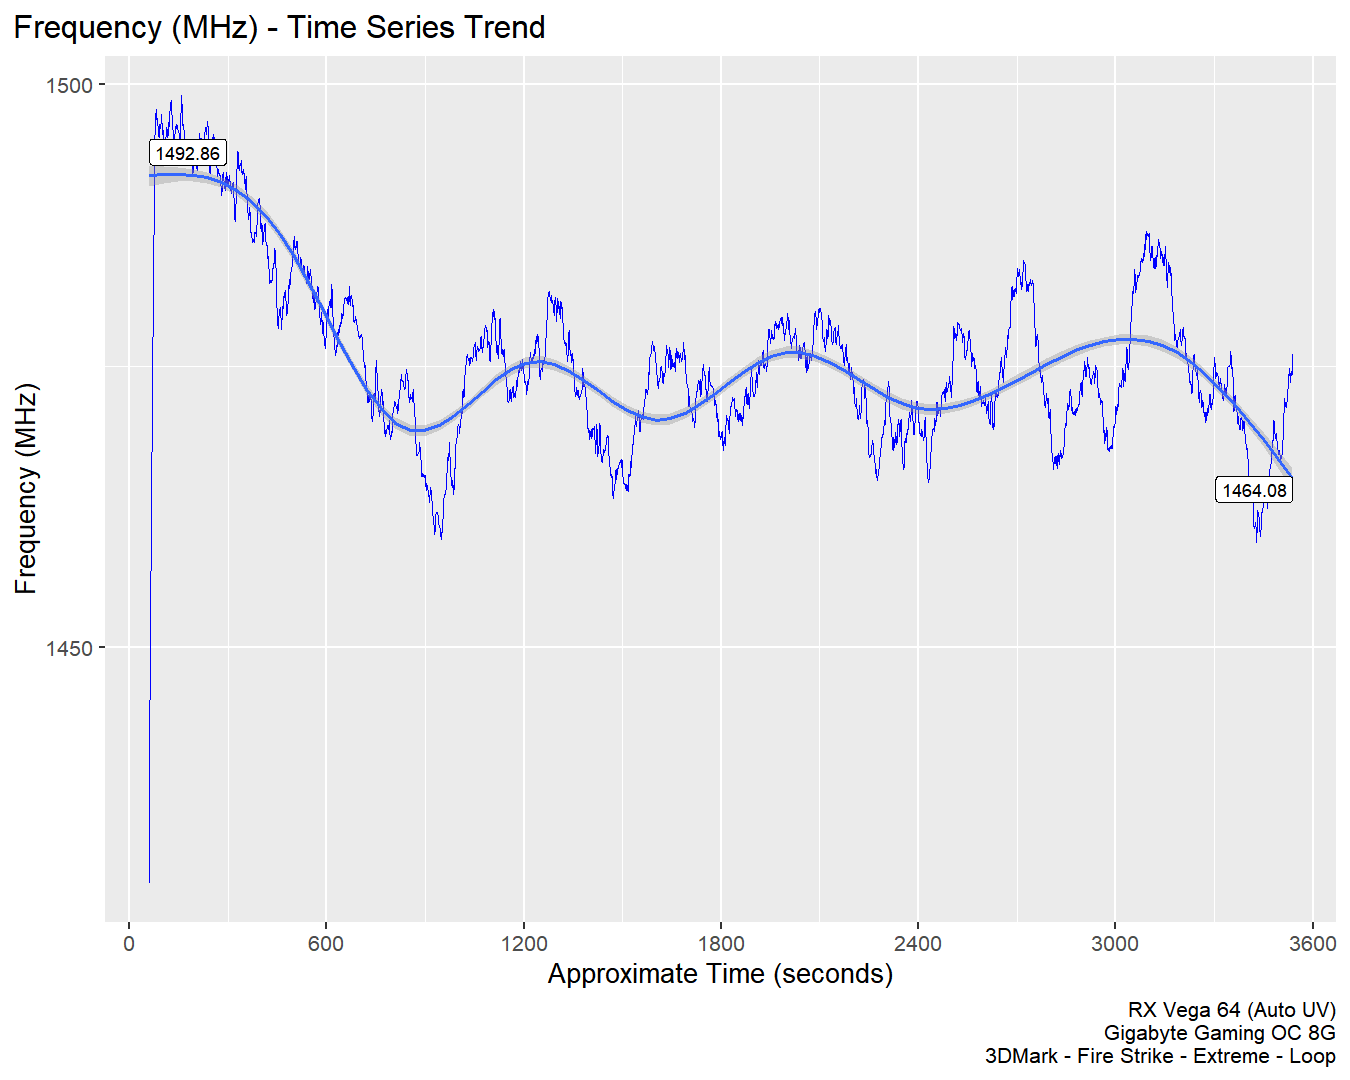 Frequency (MHz) - Time Series Trend
1500
1492.86
Frequency (MHz)
1464.08
1450
0 600 1200 1800 2400 3000 3600
Approximate Time (seconds)
RX Vega 64 (Auto UV)
Gigabyte Gaming OC 8G
3DMark - Fire Strike - Extreme - Loop